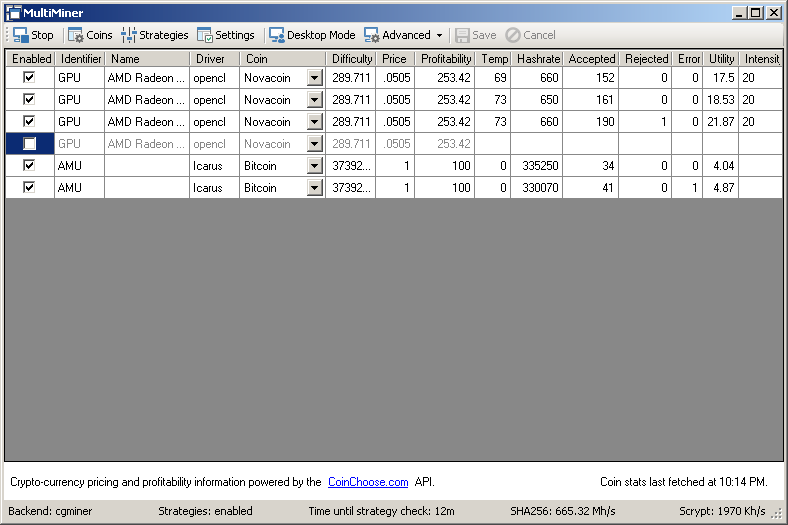 MultiMiner
Stop Coins Strategies Settings Desktop Mode Advanced Save Cancel
Enabled Identifier Name Driver Coin Difficulty Price Profitability Temp Hashrate Accepted Rejected Error Utility Intensit
GPU AMD Radeon ... opencl Novacoin 289.711 .0505 253.42 69 660 152 0 0 17.5 20
GPU AMD Radeon ... opencl Novacoin 289.711 .0505 253.42 73 650 161 0 0 18.53 20
GPU AMD Radeon ... opencl Novacoin 289.711 .0505 253.42 73 660 190 1 0 21.87 20
GPU AMD Radeon ... opencl Novacoin 289.711 .0505 253.42
AMU Icarus Bitcoin 37392... 1 100 0 335250 34 0 0 4.04
AMU Icarus Bitcoin 37392... 1 100 0 330070 41 0 1 4.87
Crypto-currency pricing and profitability information powered by the CoinChoose.com API. Coin stats last fetched at 10:14 PM.
Backend: cgminer Strategies: enabled Time until strategy check: 12m SHA256: 665.32 Mh/s Scrypt: 1970 Kh/s